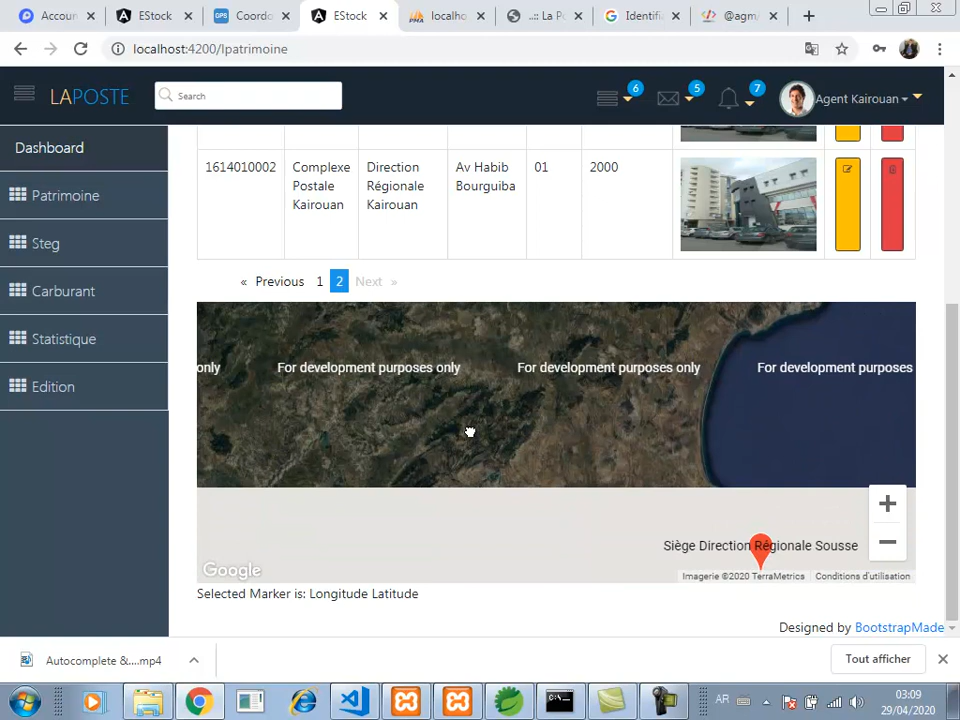 Accoun
EStock
Coordo
EStock
localho
..:: La Po
Identifi
@agm/
localhost:4200/lpatrimoine
LAPOSTE
Search
6
5
7
Agent Kairouan
Dashboard
Patrimoine
Steg
Carburant
Statistique
Edition
1614010002 Complexe Postale Kairouan Direction Régionale Kairouan Av Habib Bourguiba 01 2000
« Previous 1 2 Next »
only For development purposes only For development purposes only For development purposes
Siège Direction Régionale Sousse
Google
Imagerie ©2020 TerraMetrics Conditions d'utilisation
Selected Marker is: Longitude Latitude
Designed by BootstrapMade
Autocomplete &....mp4
Tout afficher
AR
03:09
29/04/2020